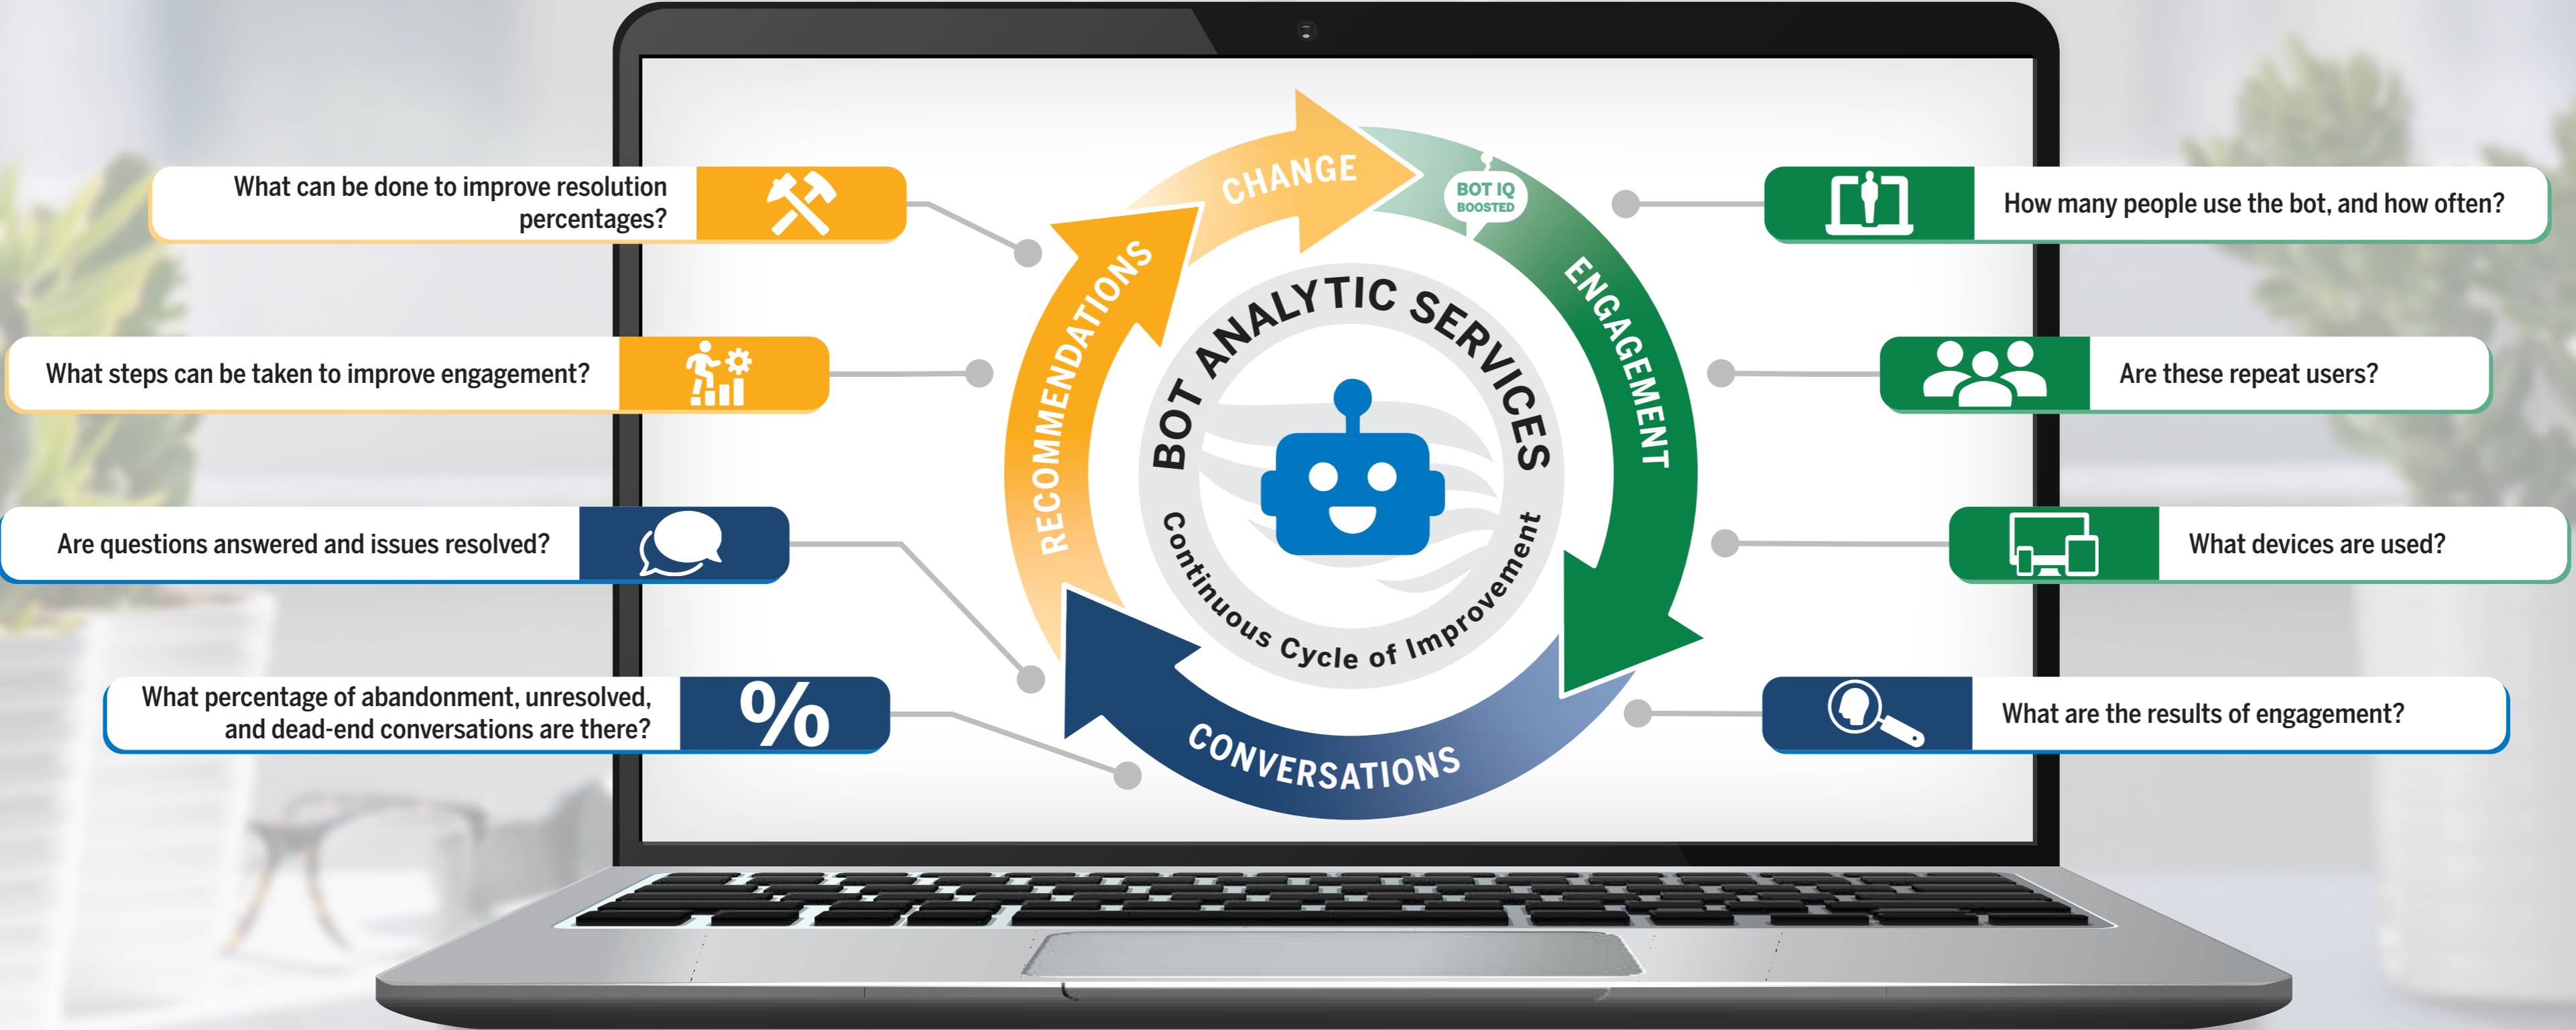 What can be done to improve resolution
percentages?
What steps can be taken to improve engagement?
Are questions answered and issues resolved?
What percentage of abandonment, unresolved,
and dead-end conversations are there?
%
CHANGE
BOT IQ
BOOSTED
ENGAGEMENT
CONVERSATIONS
RECOMMENDATIONS
BOT ANALYTIC SERVICES
Continuous Cycle of Improvement
How many people use the bot, and how often?
Are these repeat users?
What devices are used?
What are the results of engagement?